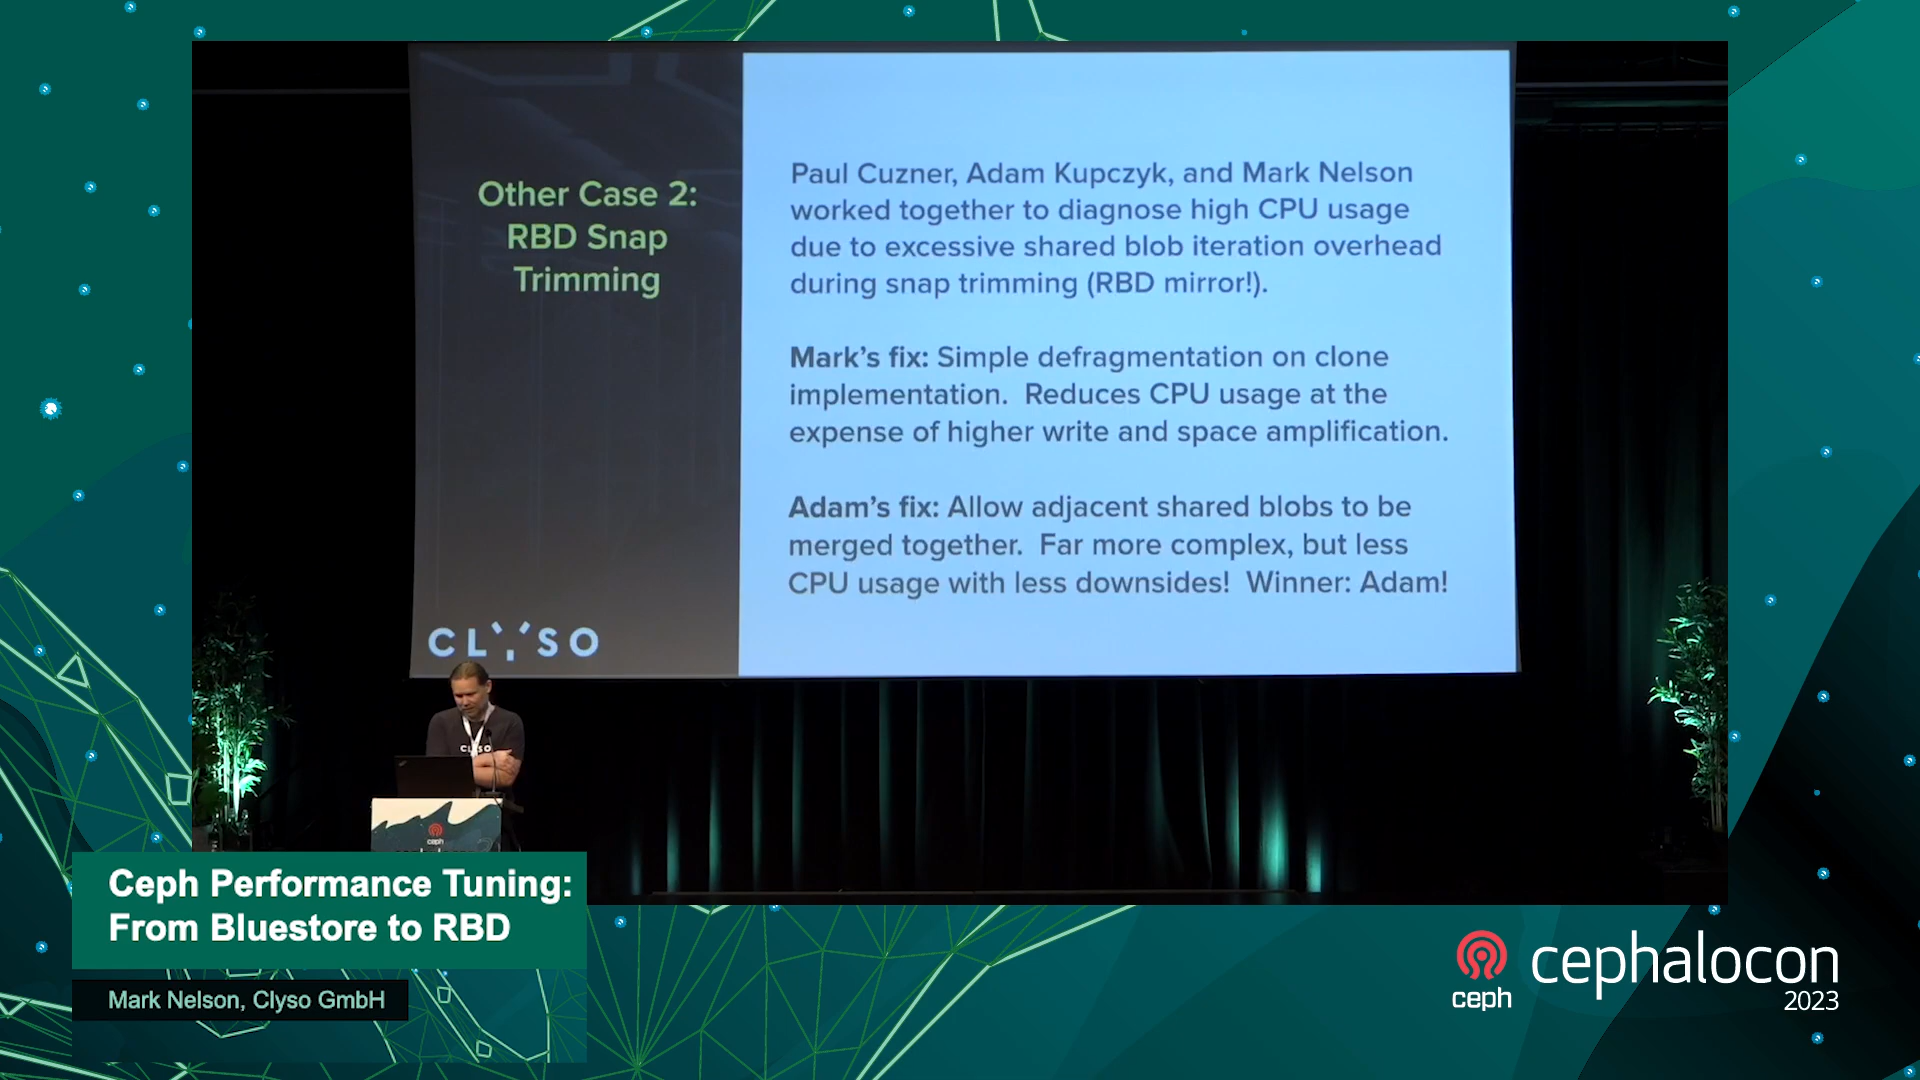 Other Case 2:
RBD Snap
Trimming
Paul Cuzner, Adam Kupczyk, and Mark Nelson
worked together to diagnose high CPU usage
due to excessive shared blob iteration overhead
during snap trimming (RBD mirror!).
Mark's fix: Simple defragmentation on clone
implementation. Reduces CPU usage at the
expense of higher write and space amplification.
Adam's fix: Allow adjacent shared blobs to be
merged together. Far more complex, but less
CPU usage with less downsides! Winner: Adam!
CLYSO
CLYSO
ceph
Ceph Performance Tuning:
From Bluestore to RBD
Mark Nelson, Clyso GmbH
ceph
cephalocon
2023